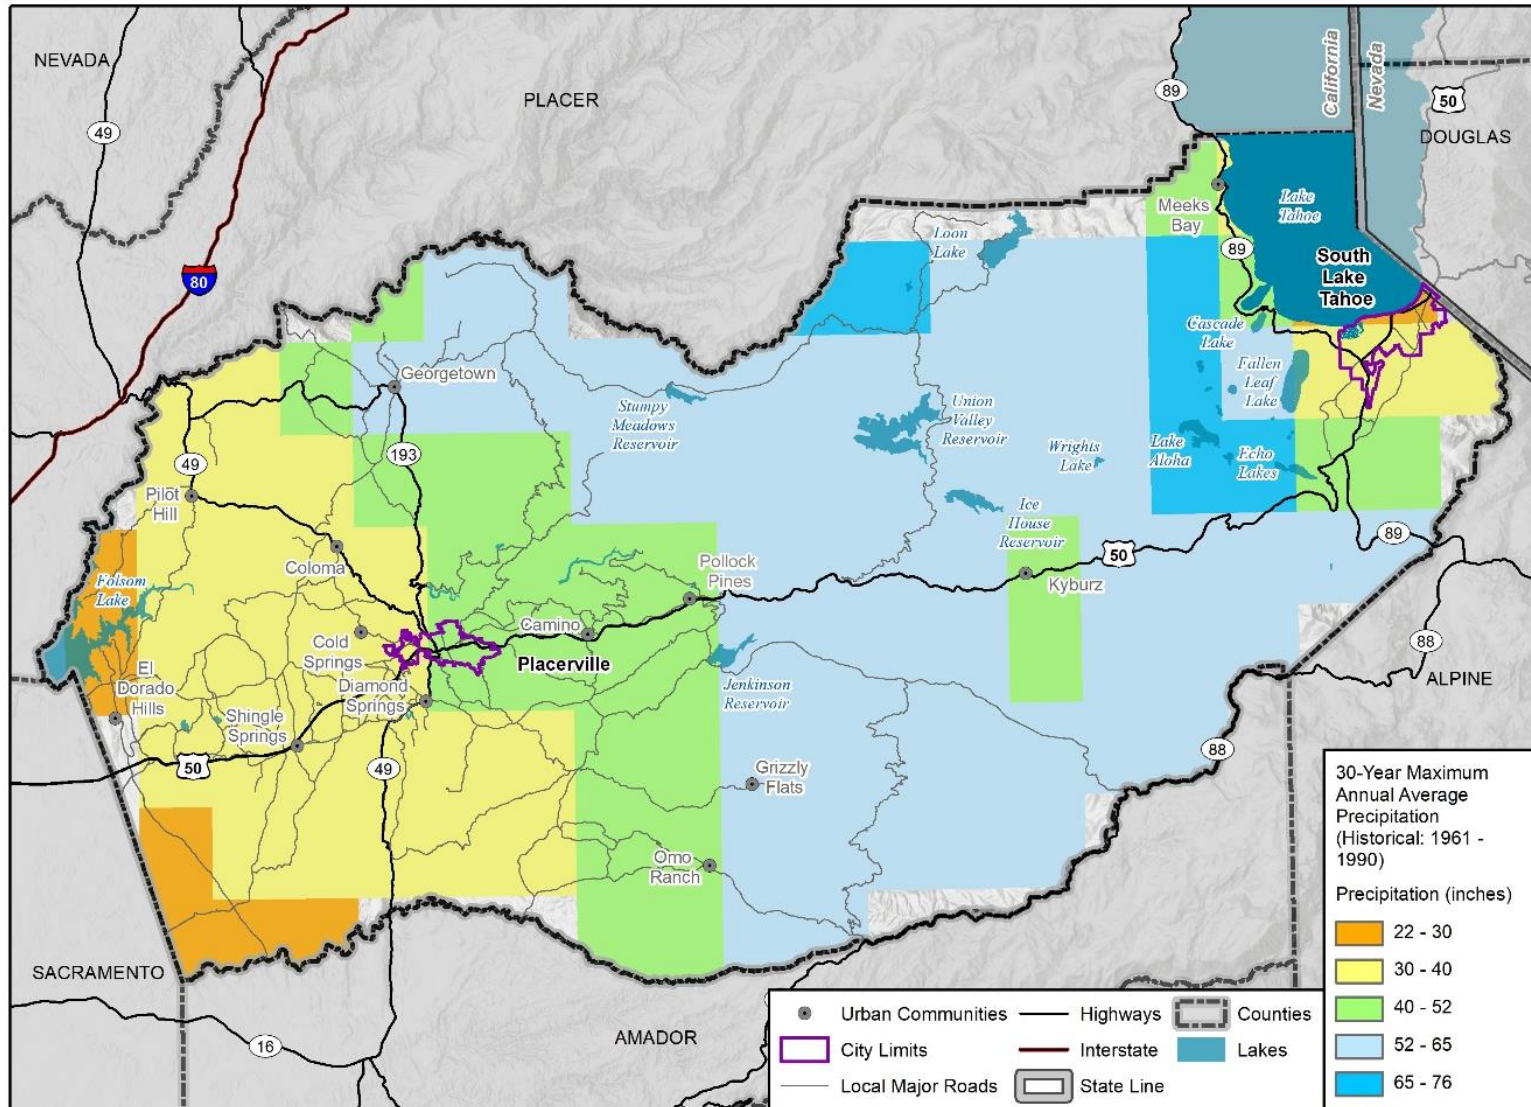 NEVADA
PLACER
49
80
89
California
Nevada
50
DOUGLAS
Meeks
Bay
Lake
Tahoe
89
South
Lake
Tahoe
Loon
Lake
Cascade
Lake
Fallen
Leaf
Lake
Georgetown
Stumpy
Meadows
Reservoir
Union
Valley
Reservoir
Wrights
Lake
Lake
Aloha
Echo
Lakes
49
193
Pilot
Hill
Ice
House
Reservoir
50
89
Coloma
Folsom
Lake
Pollock
Pines
Kyburz
Camino
Cold
Springs
Placerville
88
El
Dorado
Hills
Diamond
Springs
Jenkinson
Reservoir
ALPINE
Shingle
Springs
50
49
Grizzly
Flats
88
Omo
Ranch
SACRAMENTO
16
AMADOR
30-Year Maximum
Annual Average
Precipitation
(Historical: 1961 -
1990)
Precipitation (inches)
22 - 30
30 - 40
40 - 52
52 - 65
65 - 76
Urban Communities
Highways
Counties
City Limits
Interstate
Lakes
Local Major Roads
State Line